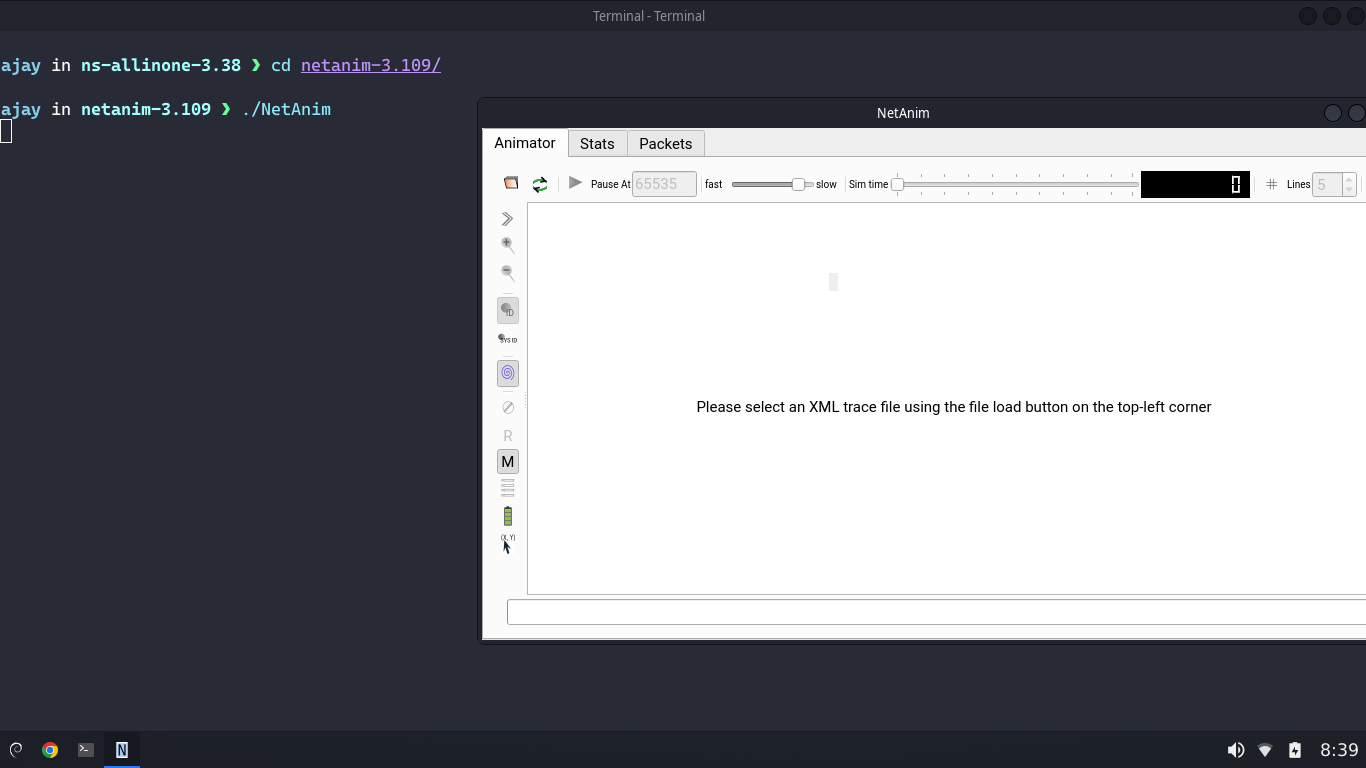 Terminal - Terminal
ajay in ns-allinone-3.38 ❯ cd netanim-3.109/
ajay in netanim-3.109 ❯ ./NetAnim
NetAnim
Animator Stats Packets
Pause At 65535 fast slow Sim time 0 Lines 5
ID
SYS ID
R
M
(X, Y)
Please select an XML trace file using the file load button on the top-left corner
N 8:39